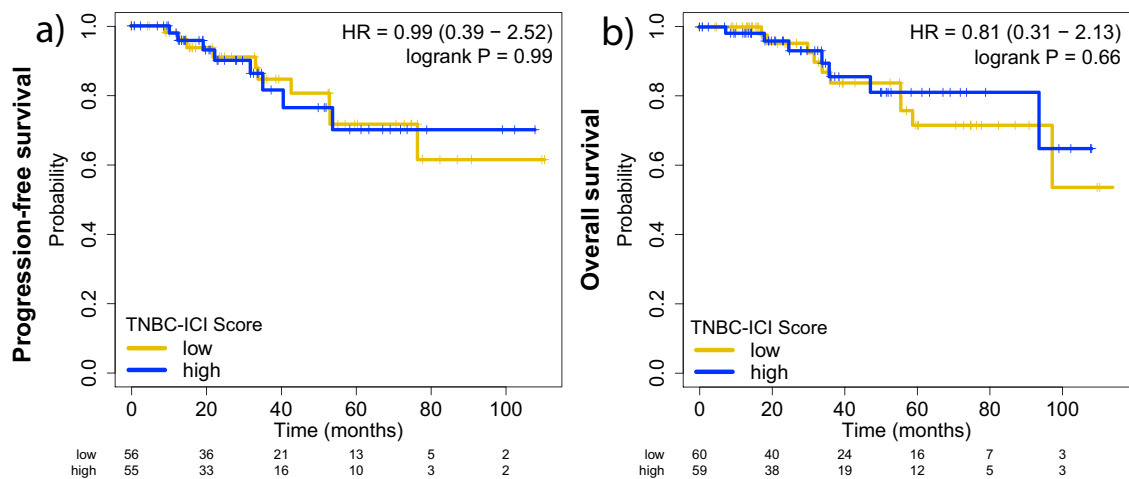 a)
HR = 0.99 (0.39 − 2.52)
logrank P = 0.99
Progression-free survival
Probability
1.0
0.8
0.6
0.4
0.2
0.0
TNBC-ICI Score
low
high
0 20 40 60 80 100
Time (months)
low 56 36 21 13 5 2
high 55 33 16 10 3 2
b)
HR = 0.81 (0.31 − 2.13)
logrank P = 0.66
Overall survival
Probability
1.0
0.8
0.6
0.4
0.2
0.0
TNBC-ICI Score
low
high
0 20 40 60 80 100
Time (months)
low 60 40 24 16 7 3
high 59 38 19 12 5 3